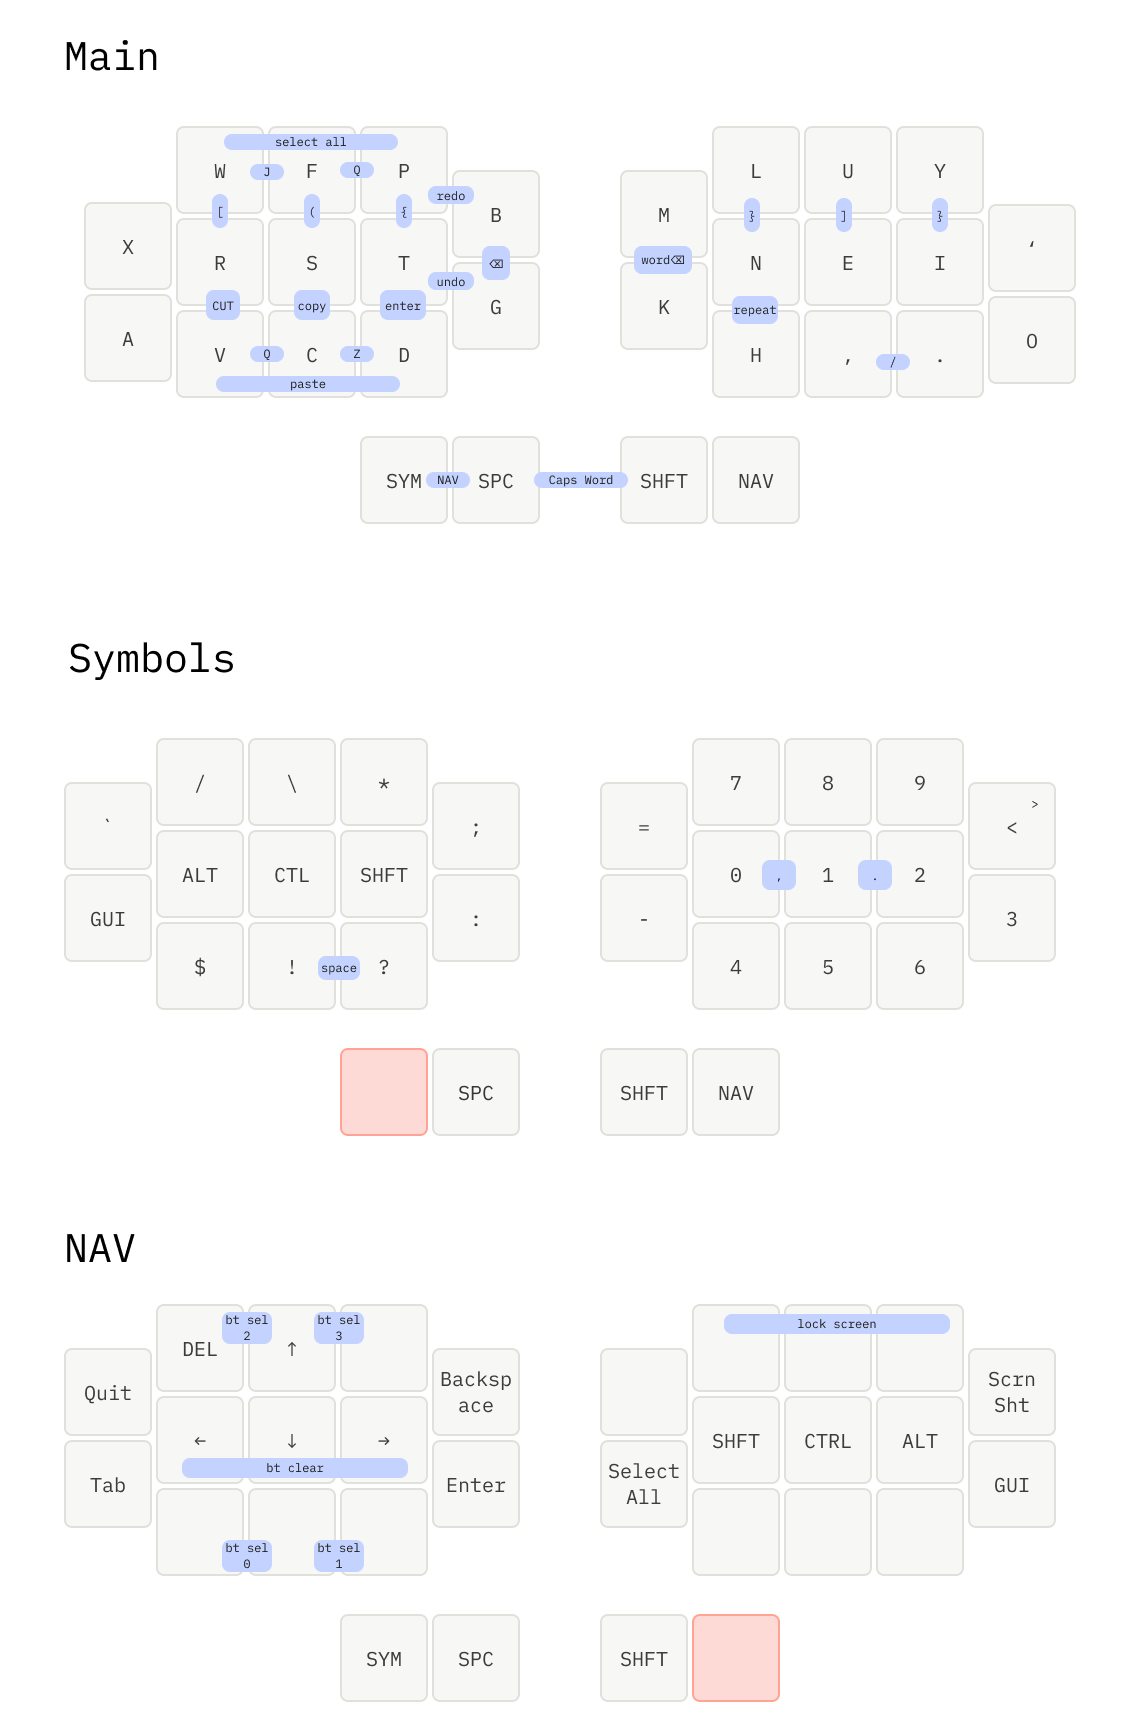 Main
select all
W J F Q P
L U Y
redo
B
M
[ ( {
} ] }
X
R S T
⌫
word⌫
N E I
‘
undo
G
K
CUT copy enter
repeat
A
V Q C Z D
H , / .
O
paste
SYM NAV SPC Caps Word SHFT NAV
Symbols
/ \ *
7 8 9
`
;
=
>
<
ALT CTL SHFT
0 , 1 . 2
GUI
:
-
3
$ ! space ?
4 5 6
SPC
SHFT NAV
NAV
bt sel
2
bt sel
3
lock screen
DEL ↑
Quit
Backsp
ace
Scrn
Sht
← ↓ →
SHFT CTRL ALT
bt clear
Tab
Enter
Select
All
GUI
bt sel
0
bt sel
1
SYM SPC
SHFT